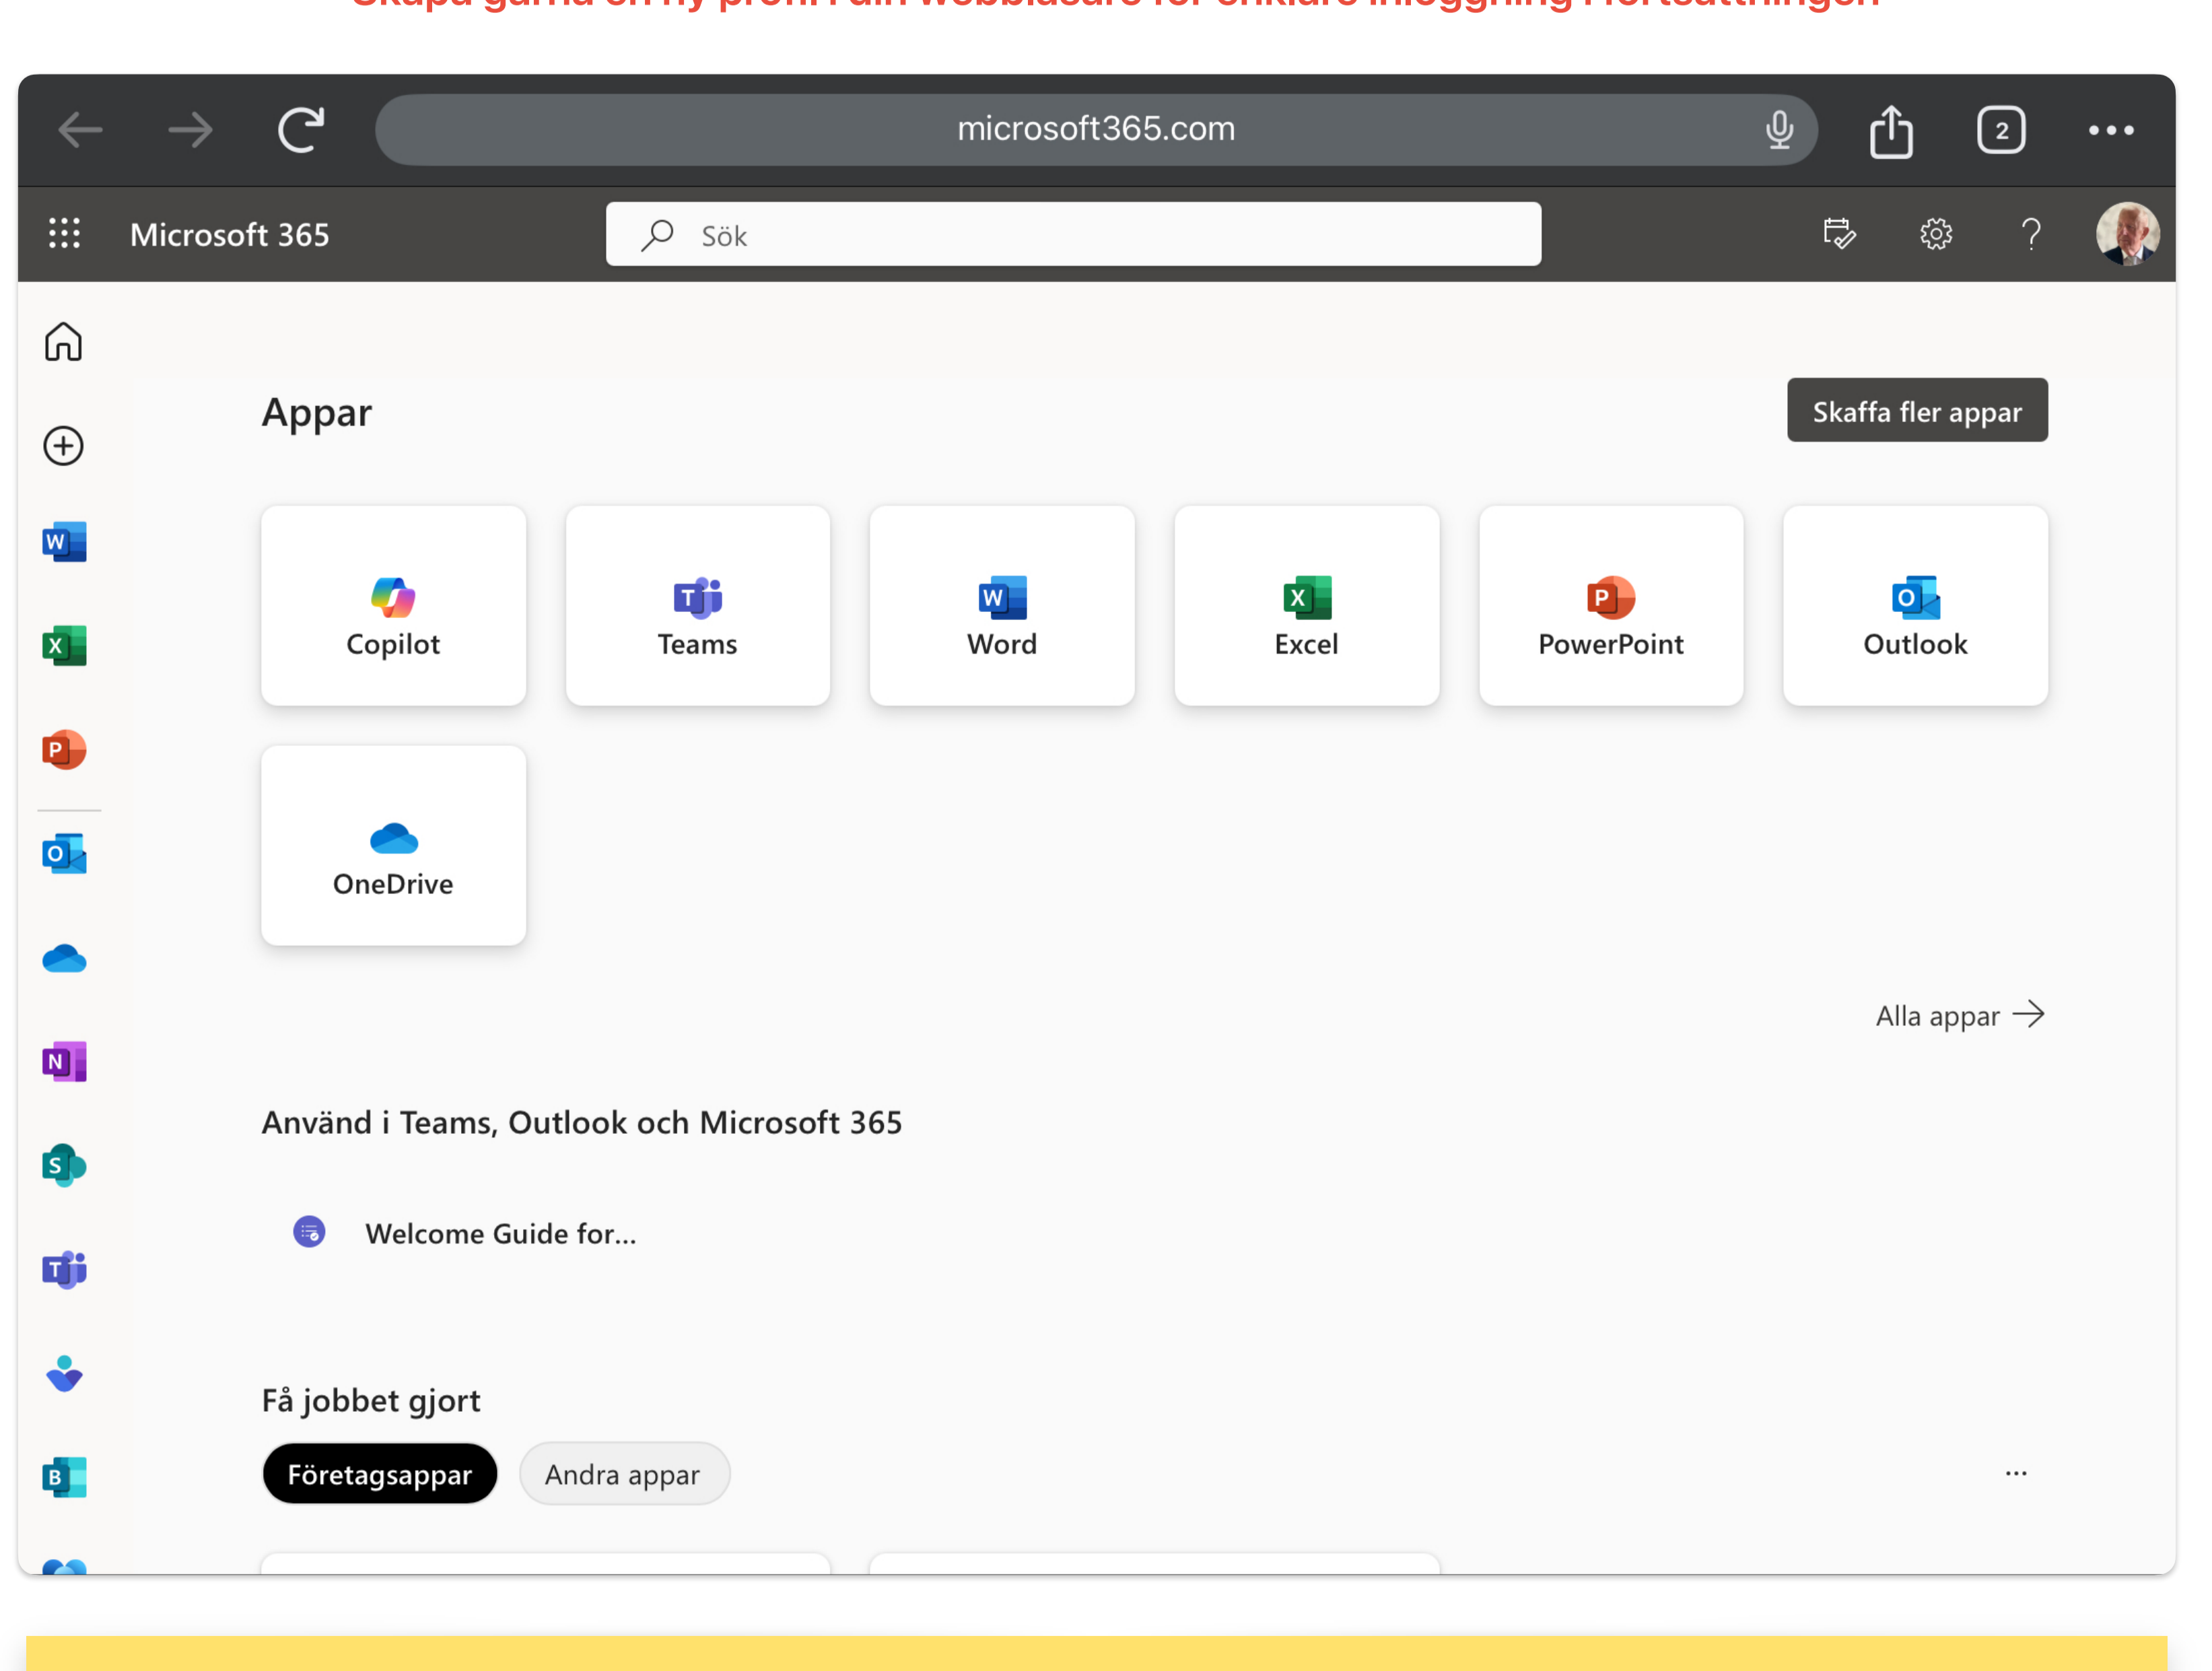 microsoft365.com
2
Microsoft 365
Sök
?
Appar
Skaffa fler appar
Copilot
Teams
Word
Excel
PowerPoint
Outlook
OneDrive
Alla appar
Använd i Teams, Outlook och Microsoft 365
Welcome Guide for...
Få jobbet gjort
Företagsappar
Andra appar
...